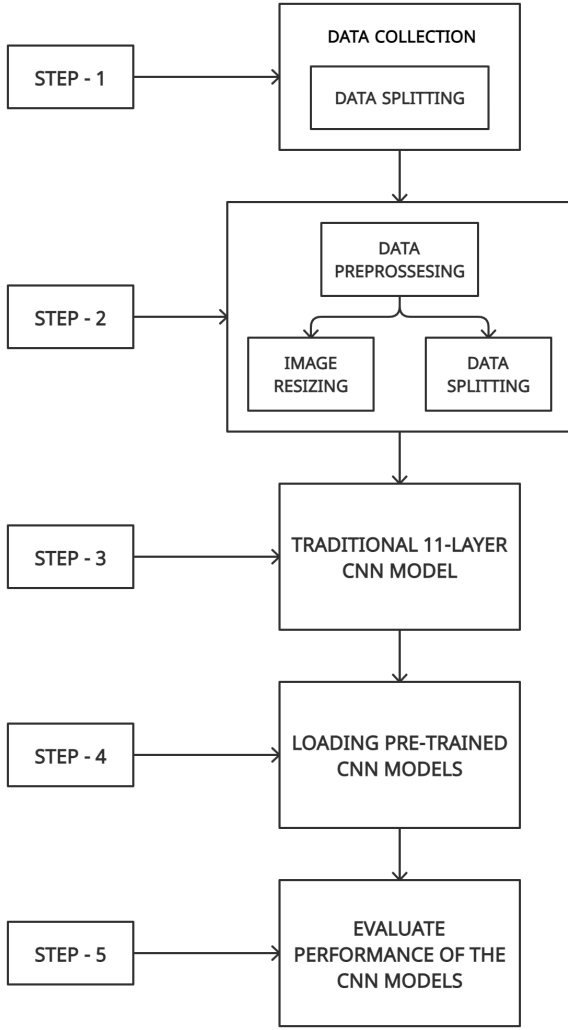 DATA COLLECTION
STEP - 1
DATA SPLITTING
DATA
PREPROSSESING
STEP - 2
IMAGE
RESIZING
DATA
SPLITTING
TRADITIONAL 11-LAYER
CNN MODEL
STEP - 3
LOADING PRE-TRAINED
CNN MODELS
STEP - 4
EVALUATE
PERFORMANCE OF THE
CNN MODELS
STEP - 5